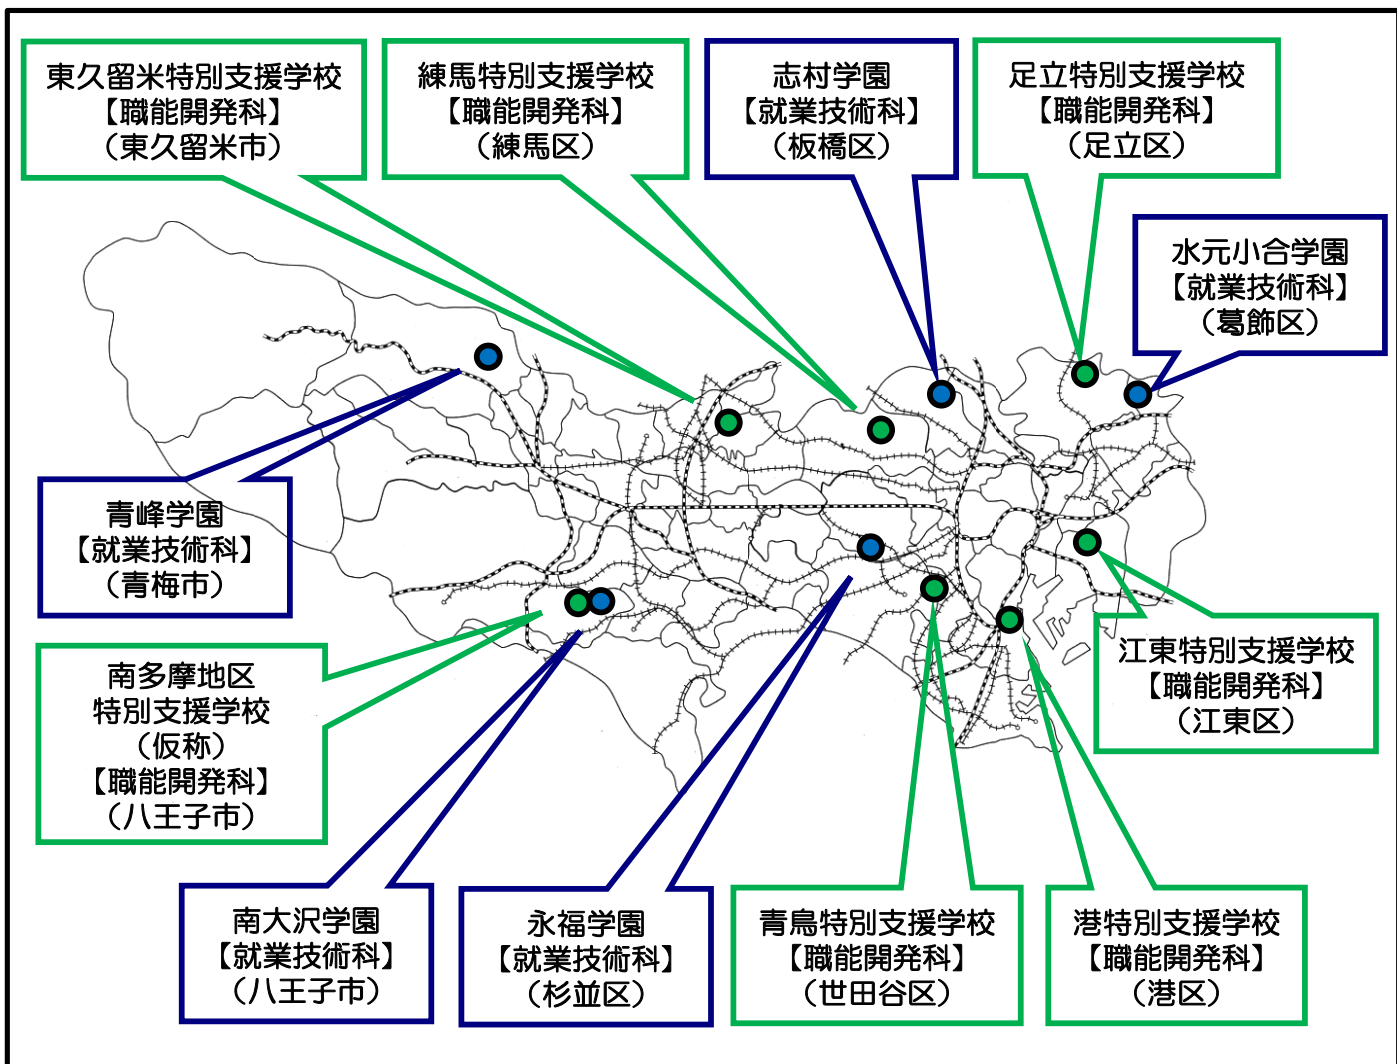 東久留米特別支援学校
【職能開発科】
（東久留米市）
練馬特別支援学校
【職能開発科】
（練馬区）
志村学園
【就業技術科】
（板橋区）
足立特別支援学校
【職能開発科】
（足立区）
水元小合学園
【就業技術科】
（葛飾区）
青峰学園
【就業技術科】
（青梅市）
南多摩地区
特別支援学校
（仮称）
【職能開発科】
（八王子市）
江東特別支援学校
【職能開発科】
（江東区）
南大沢学園
【就業技術科】
（八王子市）
永福学園
【就業技術科】
（杉並区）
青鳥特別支援学校
【職能開発科】
（世田谷区）
港特別支援学校
【職能開発科】
（港区）